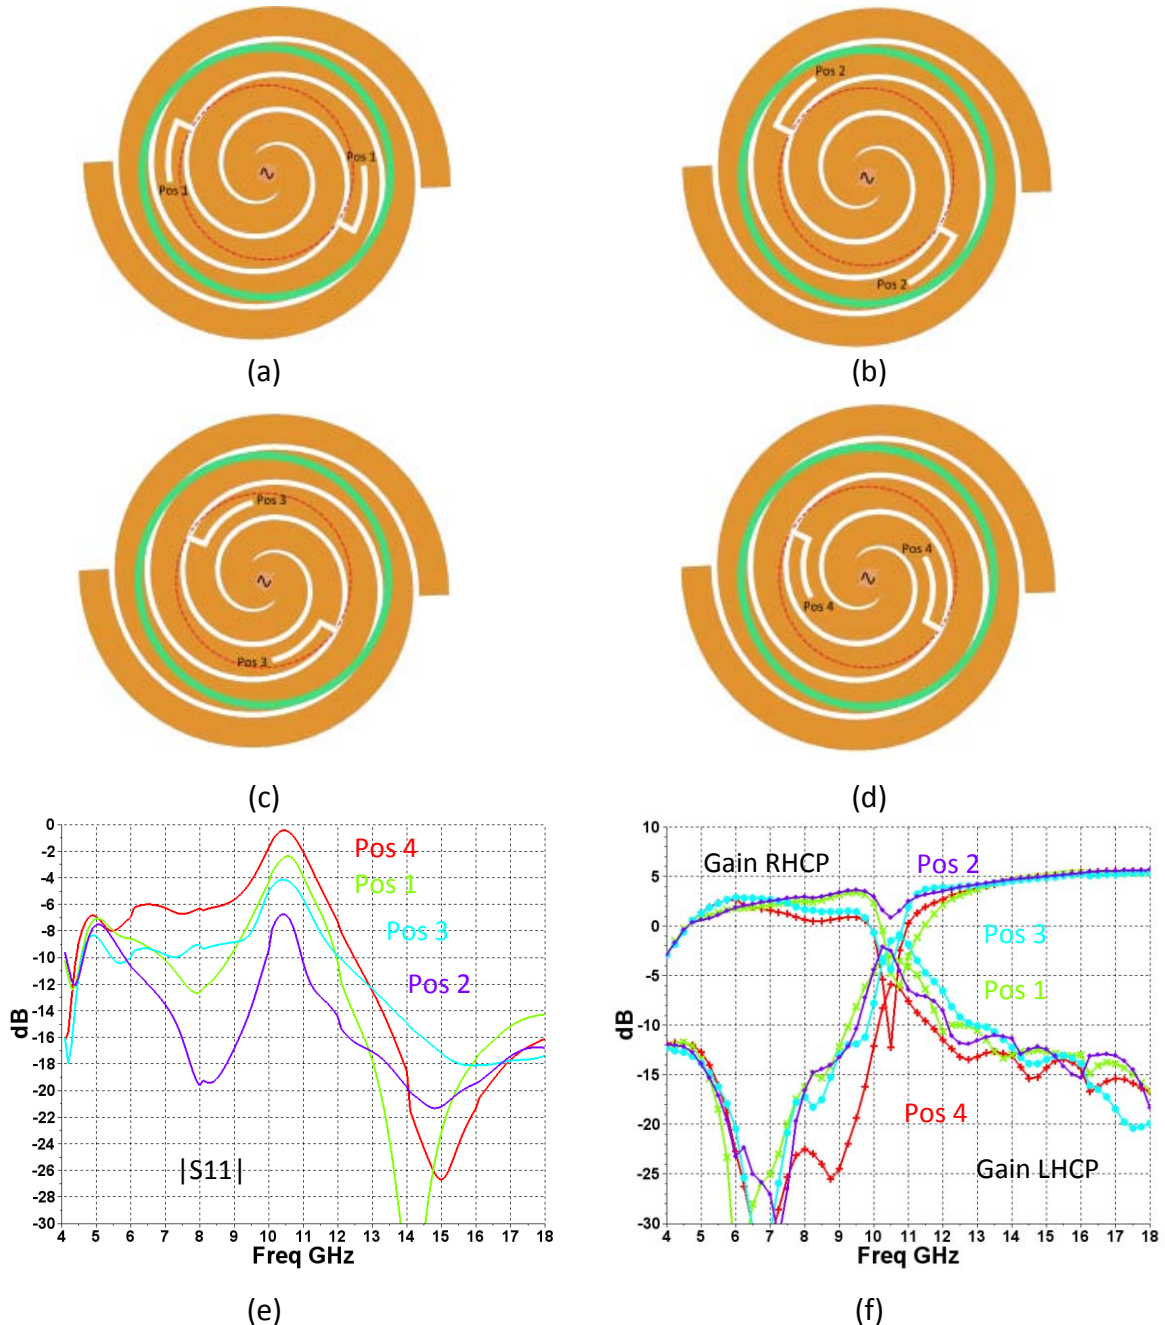 Pos 1
Pos 1
(a)
Pos 2
Pos 2
(b)
Pos 3
Pos 3
(c)
Pos 4
Pos 4
(d)
0
-2
-4
-6
-8
-10
-12
-14
-16
-18
-20
-22
-24
-26
-28
-30
dB
Pos 4
Pos 1
Pos 3
Pos 2
|S11|
4 5 6 7 8 9 10 11 12 13 14 15 16 17 18
Freq GHz
(e)
10
5
0
-5
-10
-15
-20
-25
-30
dB
Gain RHCP
Pos 2
Pos 3
Pos 1
Pos 4
Gain LHCP
4 5 6 7 8 9 10 11 12 13 14 15 16 17 18
Freq GHz
(f)